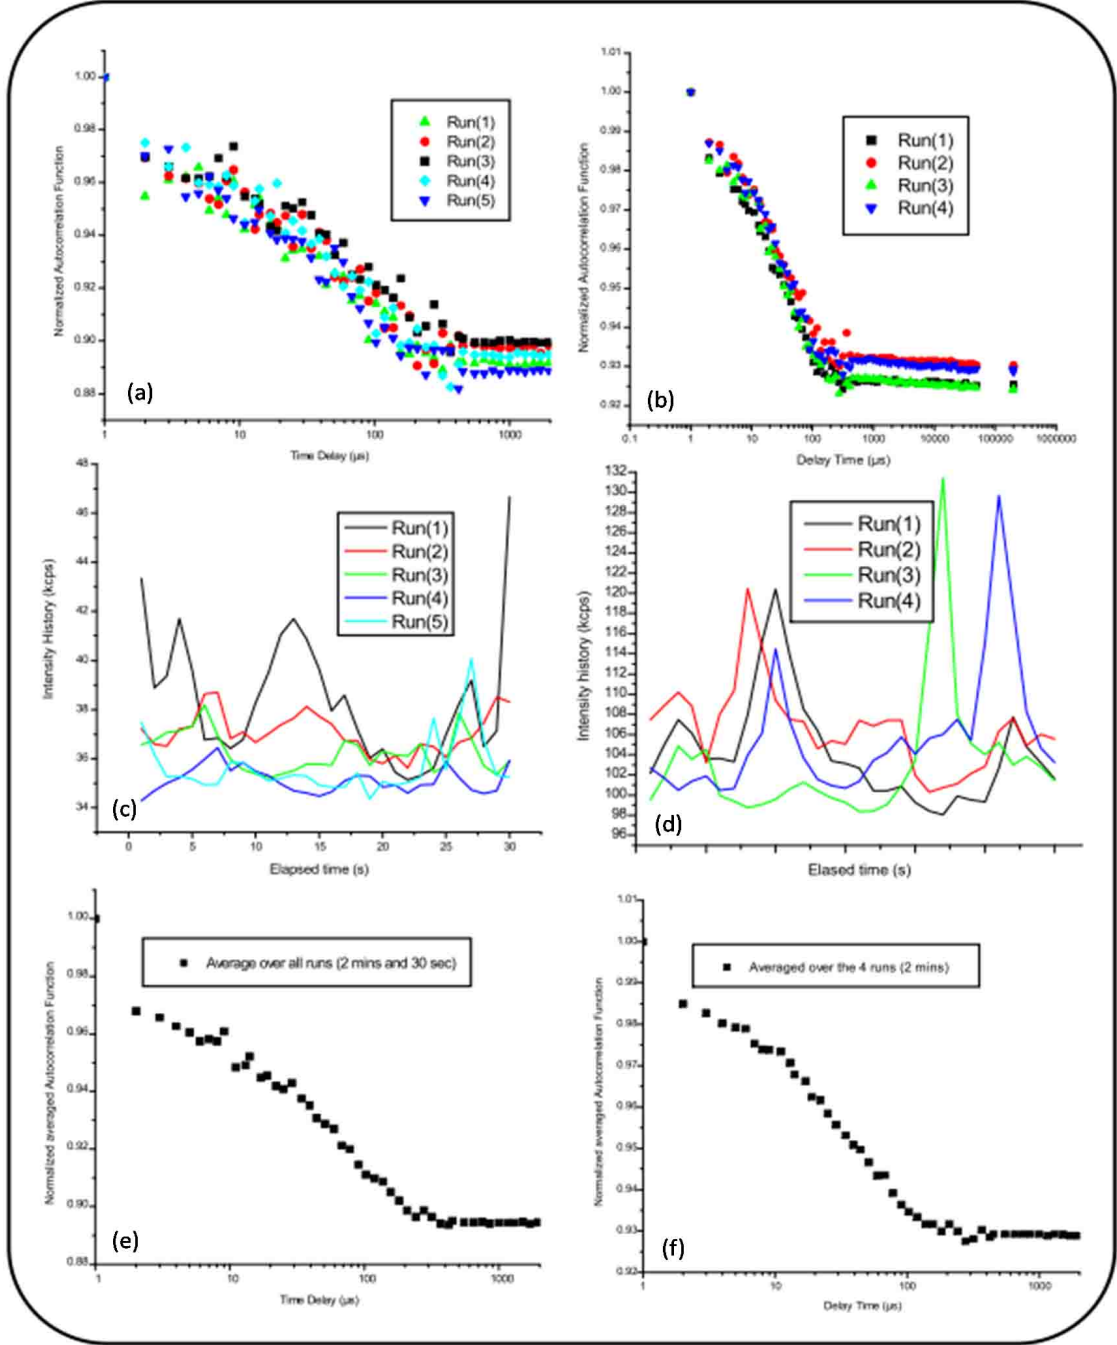 1.00
0.98
0.96
0.94
0.92
0.90
0.88
Normalized Autocorrelation Function
Run(1)
Run(2)
Run(3)
Run(4)
Run(5)
(a)
1 10 100 1000
Time Delay (µs)
1.01
1.00
0.99
0.98
0.97
0.96
0.95
0.94
0.93
0.92
Normalized Autocorrelation Function
Run(1)
Run(2)
Run(3)
Run(4)
(b)
0.1 1 10 100 1000 10000 100000 1000000
Delay Time (µs)
48
46
44
42
40
38
36
34
Intensity History (kcps)
Run(1)
Run(2)
Run(3)
Run(4)
Run(5)
(c)
0 5 10 15 20 25 30
Elapsed time (s)
132
130
128
126
124
122
120
118
116
114
112
110
108
106
104
102
100
98
96
Intensity history (kcps)
Run(1)
Run(2)
Run(3)
Run(4)
(d)
Elased time (s)
1.00
0.98
0.96
0.94
0.92
0.90
0.88
Normalized averaged Autocorrelation Function
Average over all runs (2 mins and 30 sec)
(e)
1 10 100 1000
Time Delay (µs)
1.01
1.00
0.99
0.98
0.97
0.96
0.95
0.94
0.93
0.92
Normalized averaged Autocorrelation Function
Averaged over the 4 runs (2 mins)
(f)
1 10 100 1000
Delay Time (µs)